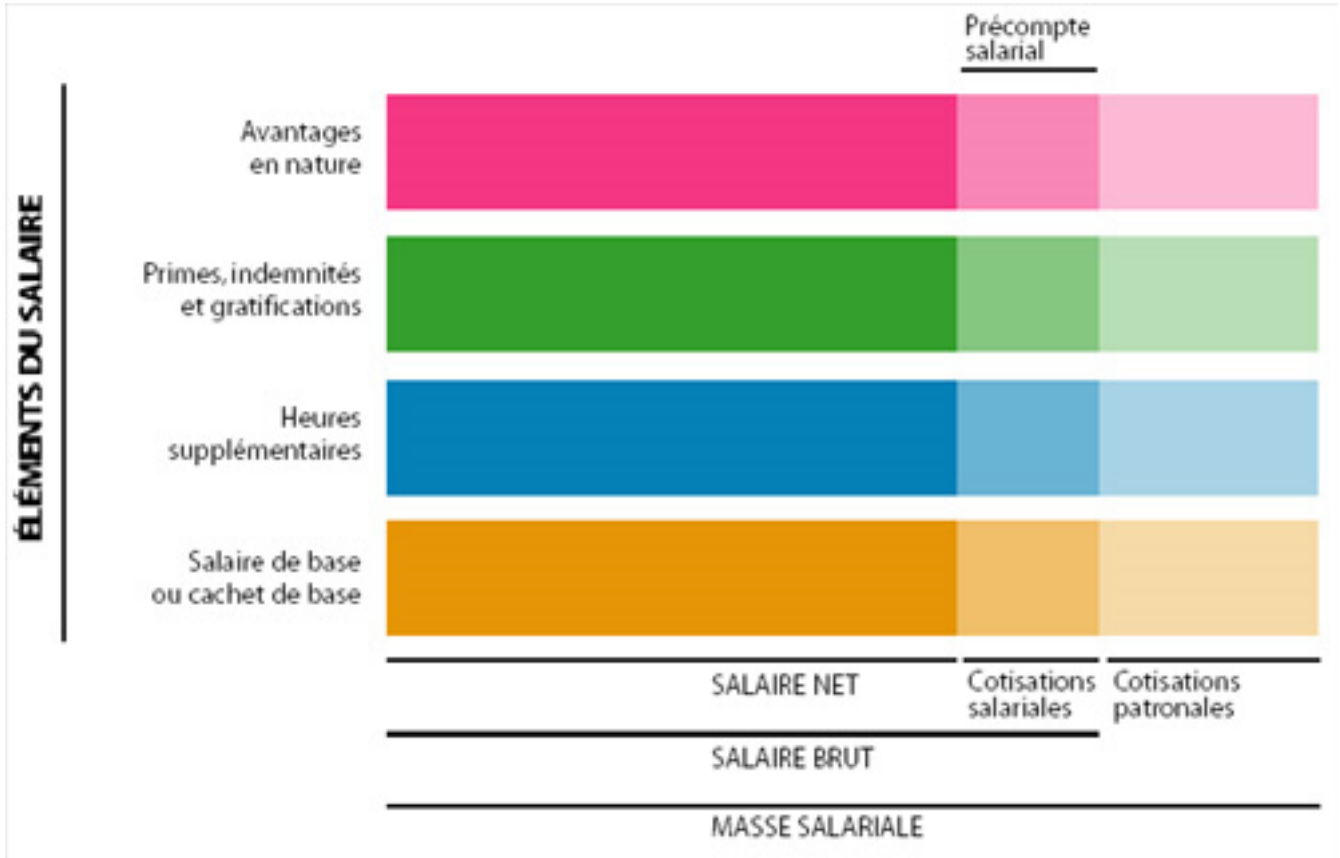 Précompte
salarial
ÉLÉMENTS DU SALAIRE
Avantages
en nature
Primes, indemnités
et gratifications
Heures
supplémentaires
Salaire de base
ou cachet de base
SALAIRE NET
Cotisations
salariales
Cotisations
patronales
SALAIRE BRUT
MASSE SALARIALE